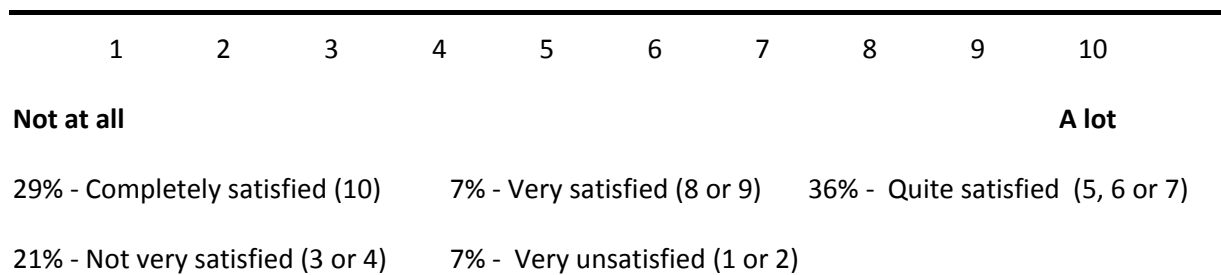 1 2 3 4 5 6 7 8 9 10
Not at all A lot
29% - Completely satisfied (10) 7% - Very satisfied (8 or 9) 36% - Quite satisfied (5, 6 or 7)
21% - Not very satisfied (3 or 4) 7% - Very unsatisfied (1 or 2)